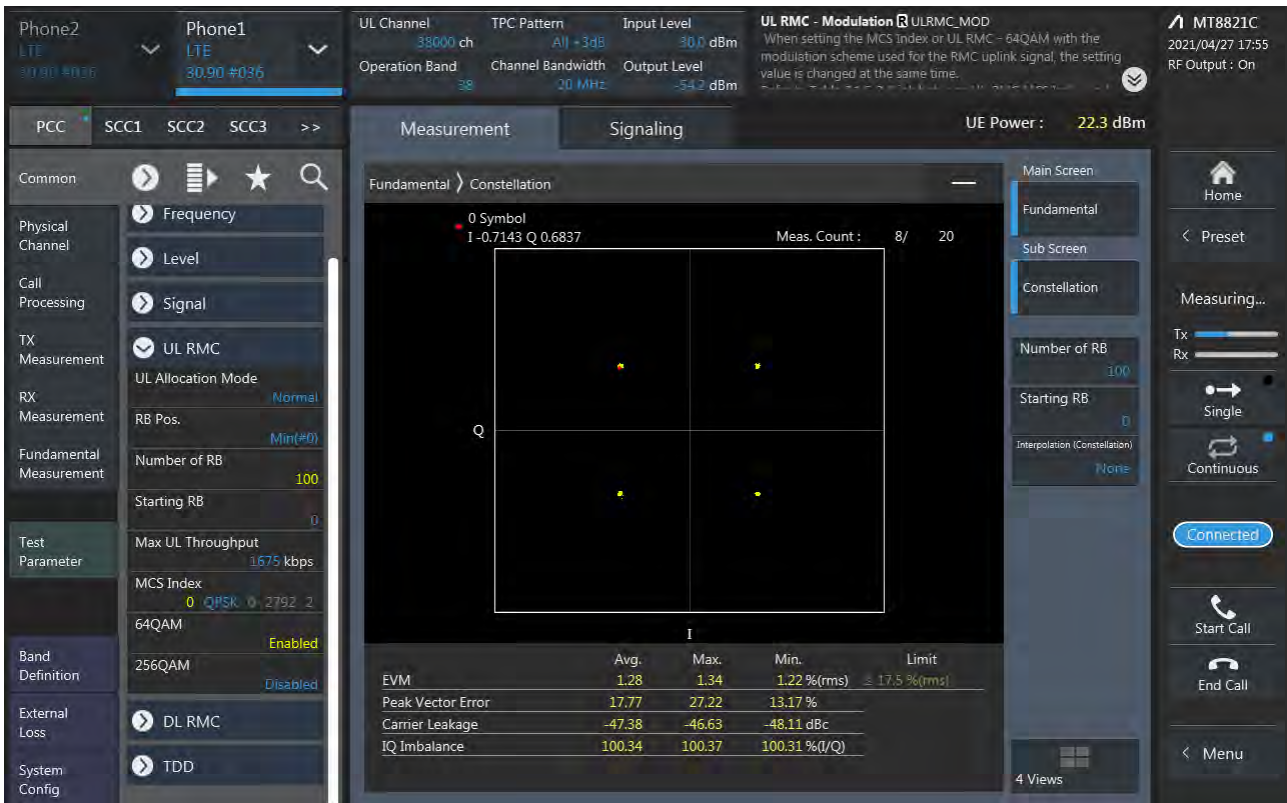 Phone2
LTE
30.90 #036
Phone1
LTE
30.90 #036
UL Channel
38000 ch
Operation Band
38
TPC Pattern
All +3dB
Channel Bandwidth
20 MHz
Input Level
30.0 dBm
Output Level
-54.2 dBm
UL RMC - Modulation R ULRMC_MOD
When setting the MCS Index or UL RMC – 64QAM with the
modulation scheme used for the RMC uplink signal, the setting
value is changed at the same time.
MT8821C
2021/04/27 17:55
RF Output : On
PCC SCC1 SCC2 SCC3 >>
Measurement
Signaling
UE Power : 22.3 dBm
Common
Physical
Channel
Call
Processing
TX
Measurement
RX
Measurement
Fundamental
Measurement
Test
Parameter
Band
Definition
External
Loss
System
Config
Frequency
Level
Signal
UL RMC
UL Allocation Mode
Normal
RB Pos.
Min(#0)
Number of RB
100
Starting RB
0
Max UL Throughput
1675 kbps
MCS Index
0 QPSK 0 2792 2
64QAM
Enabled
256QAM
Disabled
DL RMC
TDD
Fundamental 〉 Constellation
0 Symbol
I -0.7143 Q 0.6837
Meas. Count : 8/ 20
Q
I
Avg. Max. Min. Limit
EVM 1.28 1.34 1.22 %(rms) ≤ 17.5 %(rms)
Peak Vector Error 17.77 27.22 13.17 %
Carrier Leakage -47.38 -46.63 -48.11 dBc
IQ Imbalance 100.34 100.37 100.31 %(I/Q)
Main Screen
Fundamental
Sub Screen
Constellation
Number of RB
100
Starting RB
0
Interpolation (Constellation)
None
4 Views
Home
< Preset
Measuring...
Tx
Rx
Single
Continuous
Connected
Start Call
End Call
< Menu